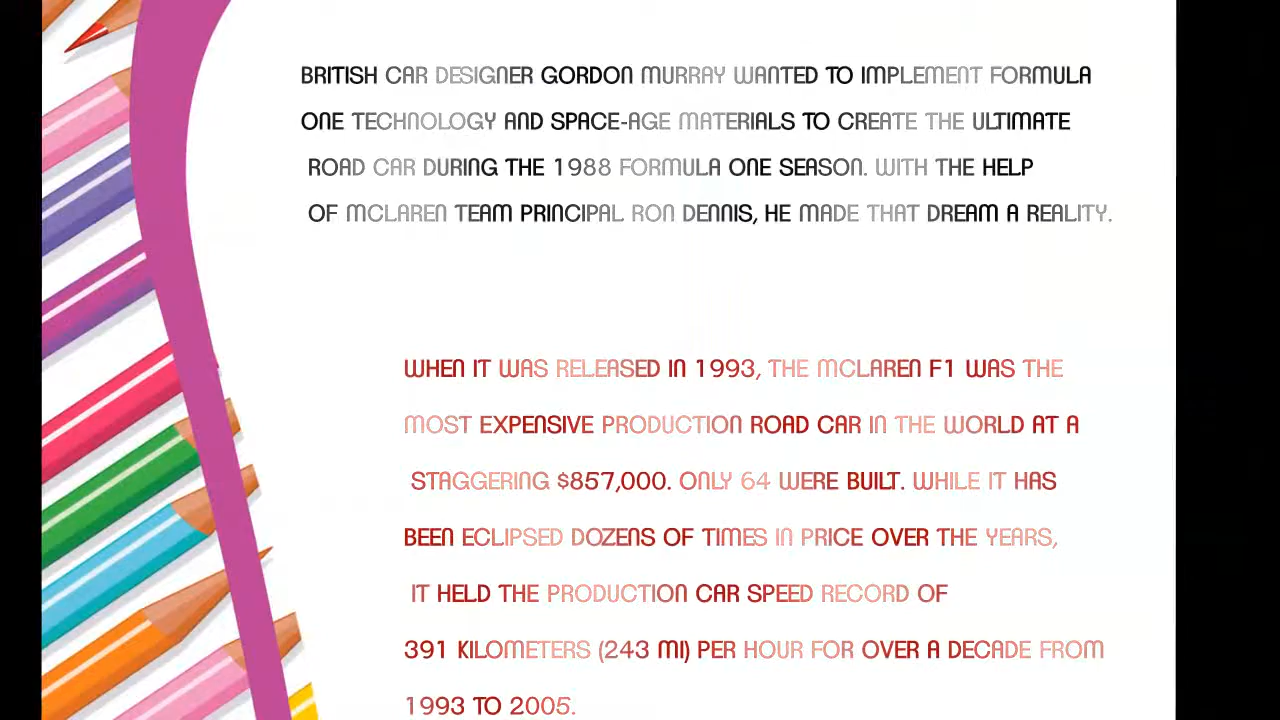 BRITISH CAR DESIGNER GORDON MURRAY WANTED TO IMPLEMENT FORMULA
ONE TECHNOLOGY AND SPACE-AGE MATERIALS TO CREATE THE ULTIMATE
ROAD CAR DURING THE 1988 FORMULA ONE SEASON. WITH THE HELP
OF MCLAREN TEAM PRINCIPAL RON DENNIS, HE MADE THAT DREAM A REALITY.
WHEN IT WAS RELEASED IN 1993, THE MCLAREN F1 WAS THE
MOST EXPENSIVE PRODUCTION ROAD CAR IN THE WORLD AT A
STAGGERING $857,000. ONLY 64 WERE BUILT. WHILE IT HAS
BEEN ECLIPSED DOZENS OF TIMES IN PRICE OVER THE YEARS,
IT HELD THE PRODUCTION CAR SPEED RECORD OF
391 KILOMETERS (243 MI) PER HOUR FOR OVER A DECADE FROM
1993 TO 2005.